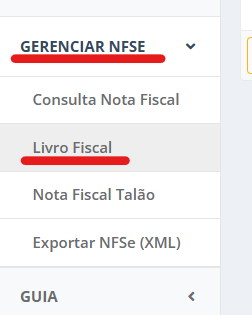 GERENCIAR NFSE
Consulta Nota Fiscal
Livro Fiscal
Nota Fiscal Talão
Exportar NFSe (XML)
GUIA